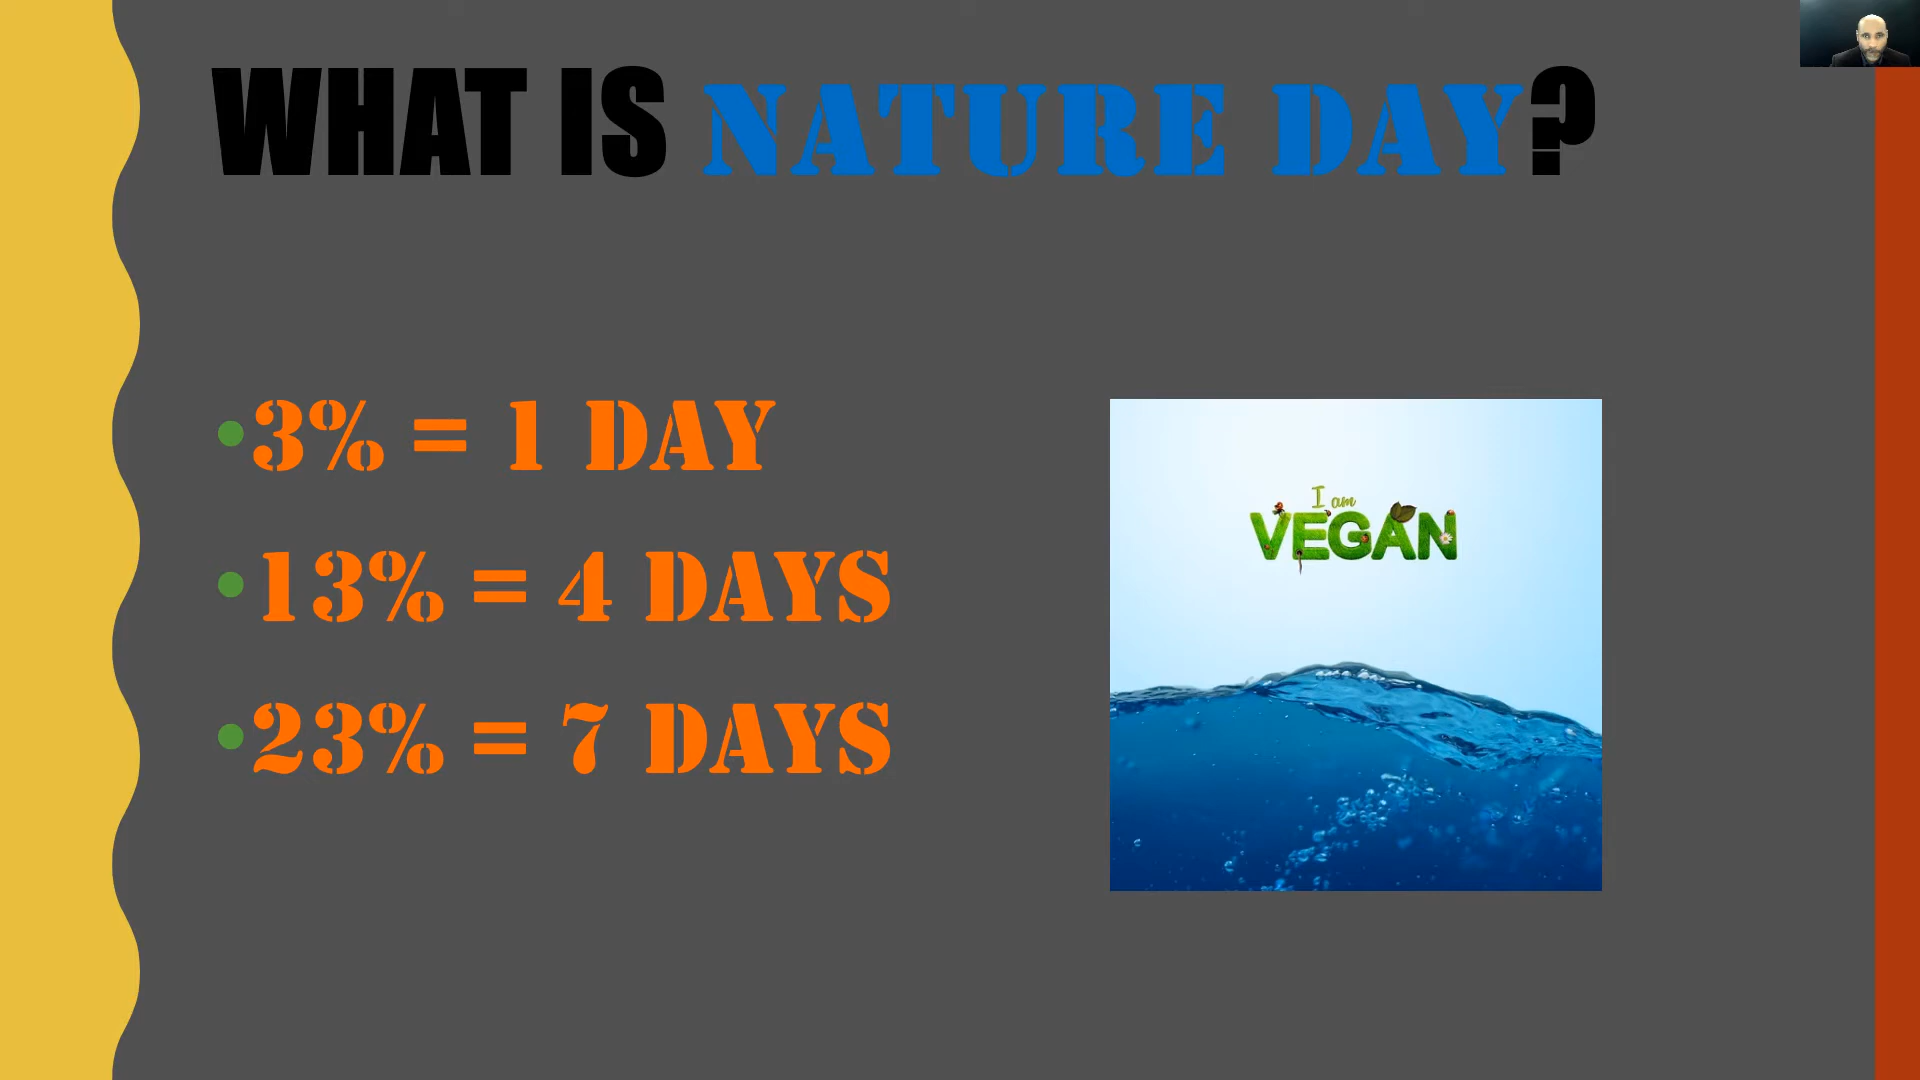 WHAT IS NATURE DAY?
•3% = 1 DAY
•13% = 4 DAYS
•23% = 7 DAYS
I am
VEGAN